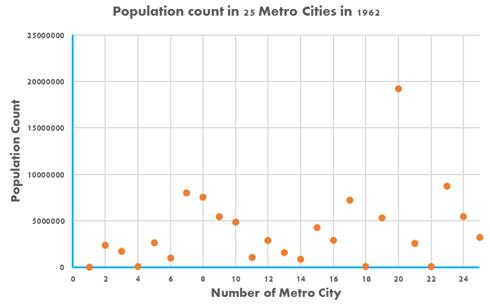 Population count in 25 Metro Cities in 1962
25000000
20000000
15000000
10000000
5000000
0
0 2 4 6 8 10 12 14 16 18 20 22 24
Population Count
Number of Metro City